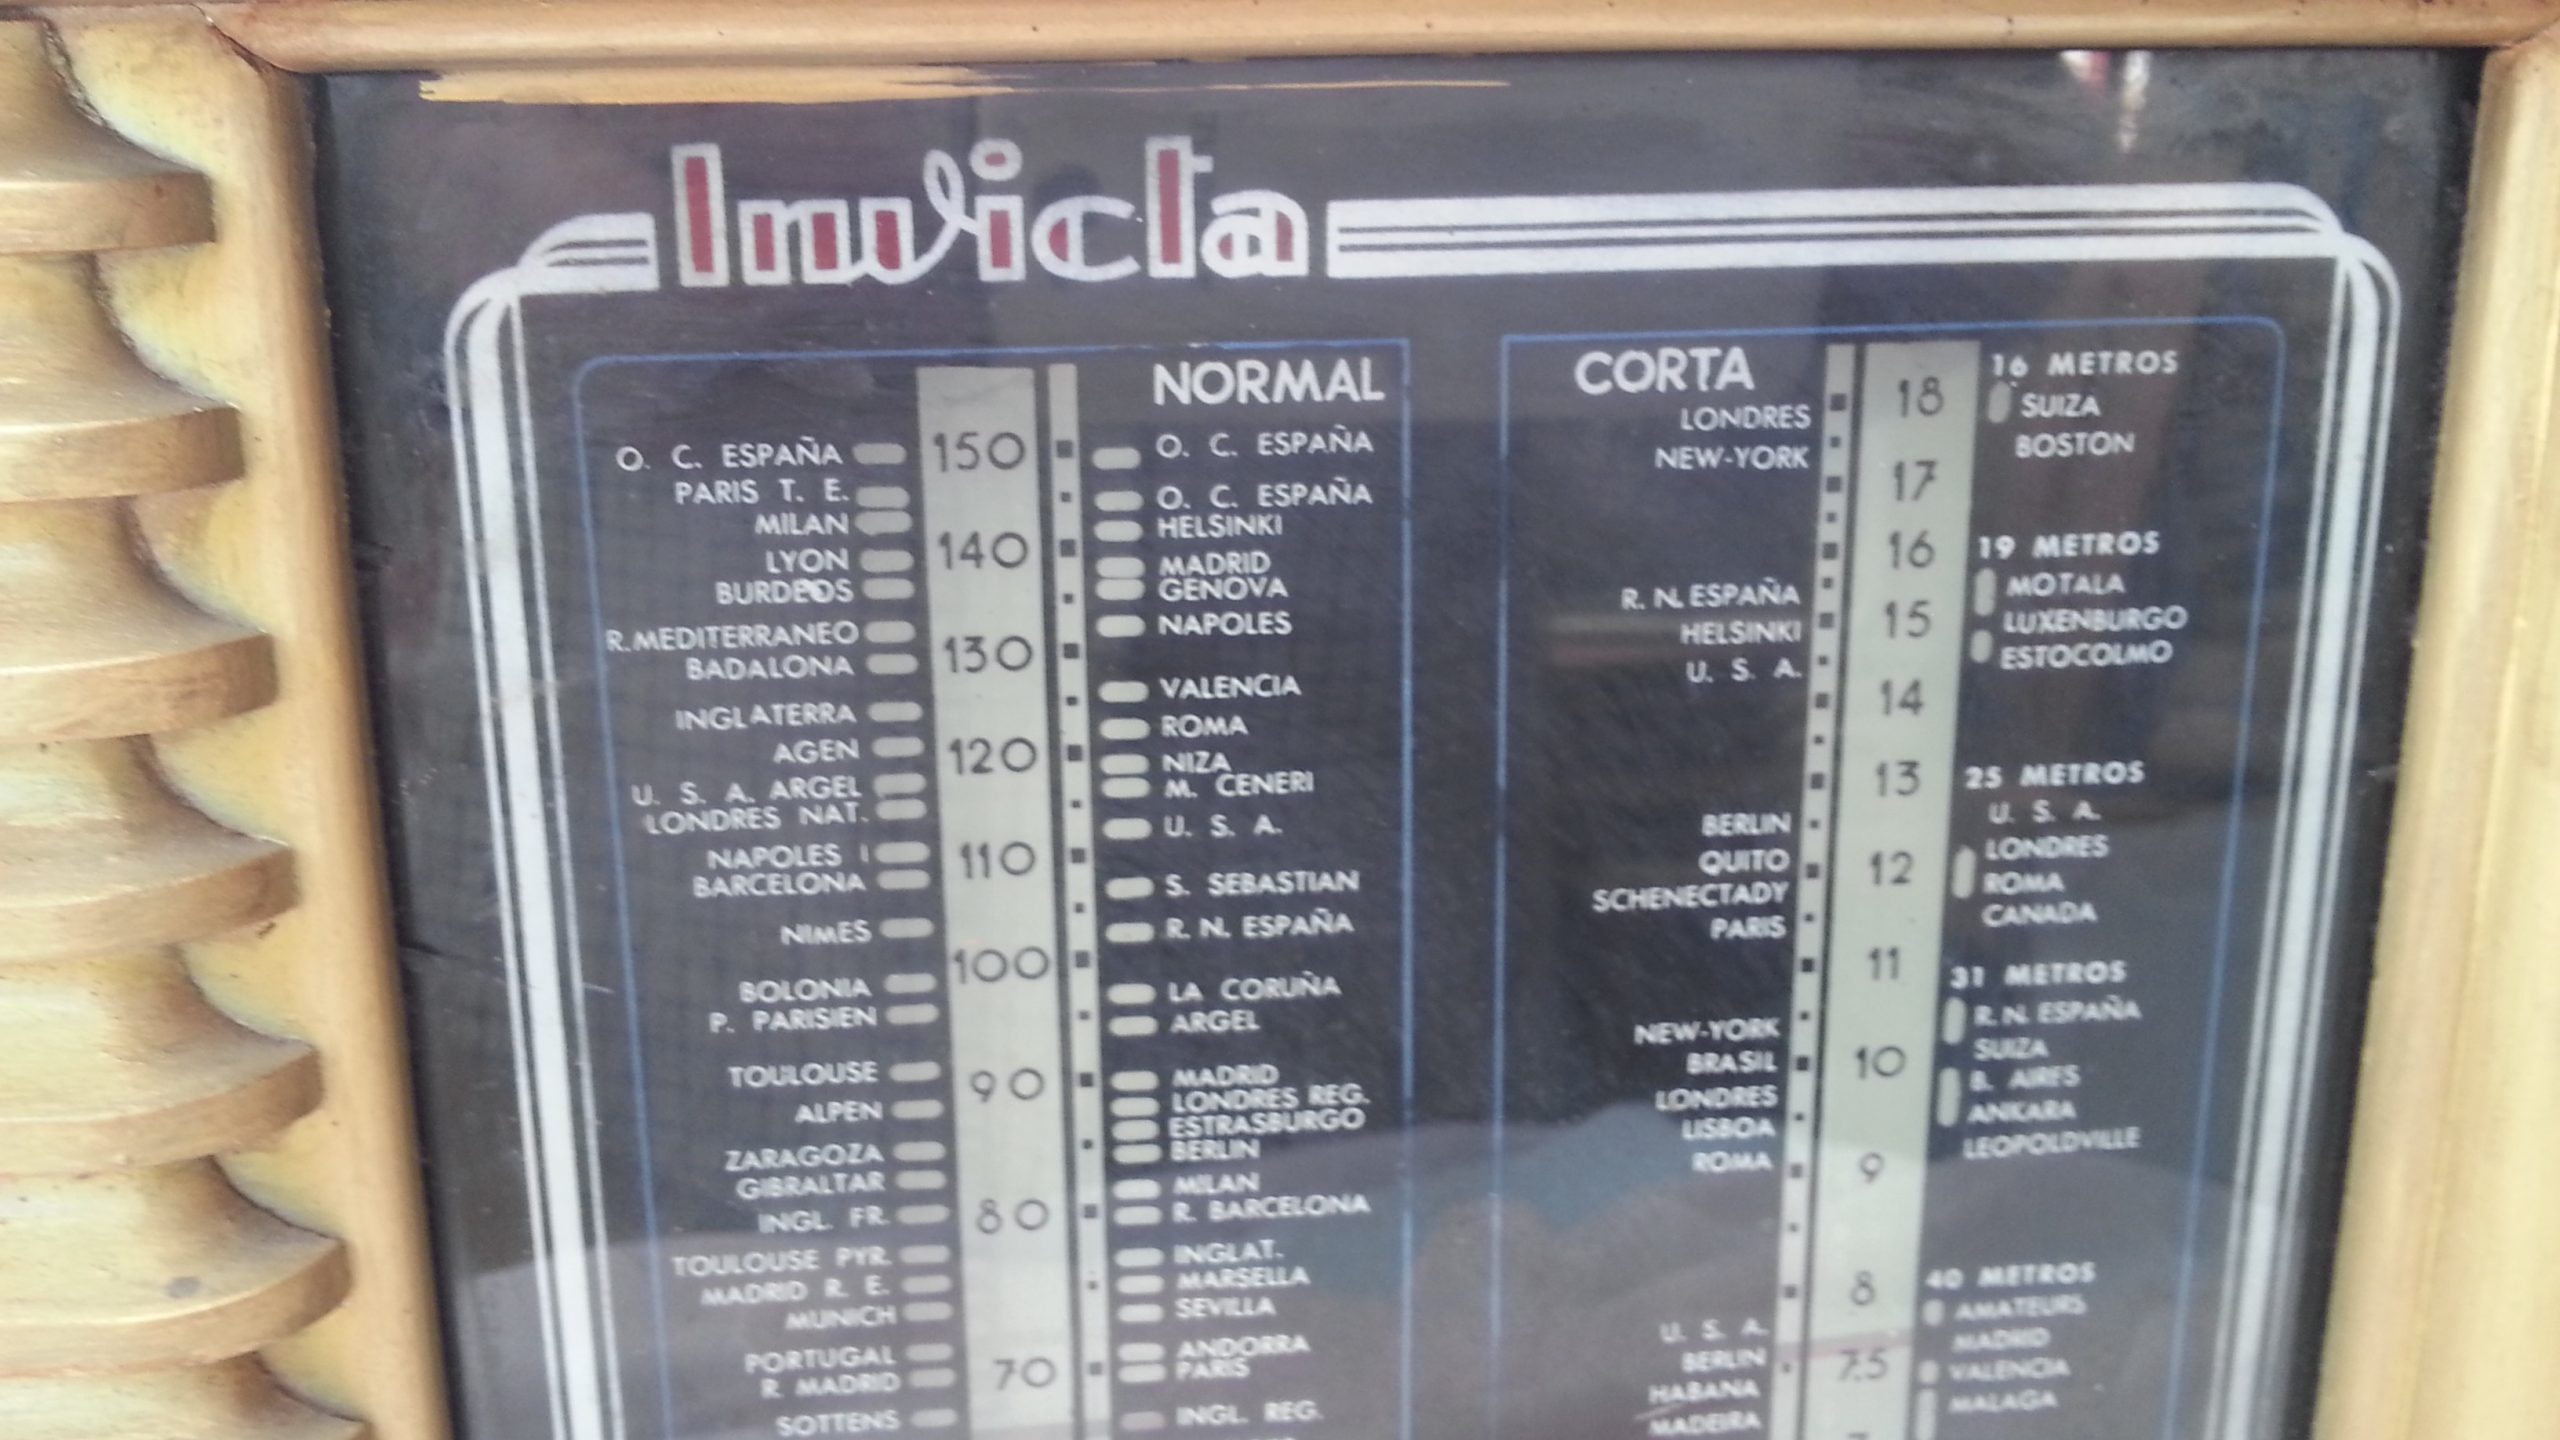 Invicta
NORMAL
O. C. ESPAÑA
PARIS T. E.
MILAN
LYON
BURDEOS
R.MEDITERRANEO
BADALONA
INGLATERRA
AGEN
U. S. A. ARGEL
LONDRES NAT.
NAPOLES I
BARCELONA
NIMES
BOLONIA
P. PARISIEN
TOULOUSE
ALPEN
ZARAGOZA
GIBRALTAR
INGL. FR.
TOULOUSE PYR.
MADRID R. E.
MUNICH
PORTUGAL
R. MADRID
SOTTENS
150
140
130
120
110
100
90
80
70
O. C. ESPAÑA
O. C. ESPAÑA
HELSINKI
MADRID
GENOVA
NAPOLES
VALENCIA
ROMA
NIZA
M. CENERI
U. S. A.
S. SEBASTIAN
R. N. ESPAÑA
LA CORUÑA
ARGEL
MADRID
LONDRES REG.
ESTRASBURGO
BERLIN
MILAN
R. BARCELONA
INGLAT.
MARSELLA
SEVILLA
ANDORRA
PARIS
INGL. REG.
CORTA
LONDRES
NEW-YORK
R. N. ESPAÑA
HELSINKI
U. S. A.
BERLIN
QUITO
SCHENECTADY
PARIS
NEW-YORK
BRASIL
LONDRES
LISBOA
ROMA
U. S. A.
BERLIN
HABANA
MADEIRA
18
17
16
15
14
13
12
11
10
9
8
7.5
16 METROS
SUIZA
BOSTON
19 METROS
MOTALA
LUXENBURGO
ESTOCOLMO
25 METROS
U. S. A.
LONDRES
ROMA
CANADA
31 METROS
R. N. ESPAÑA
SUIZA
B. AIRES
ANKARA
LEOPOLDVILLE
40 METROS
AMATEURS
MADRID
VALENCIA
MALAGA